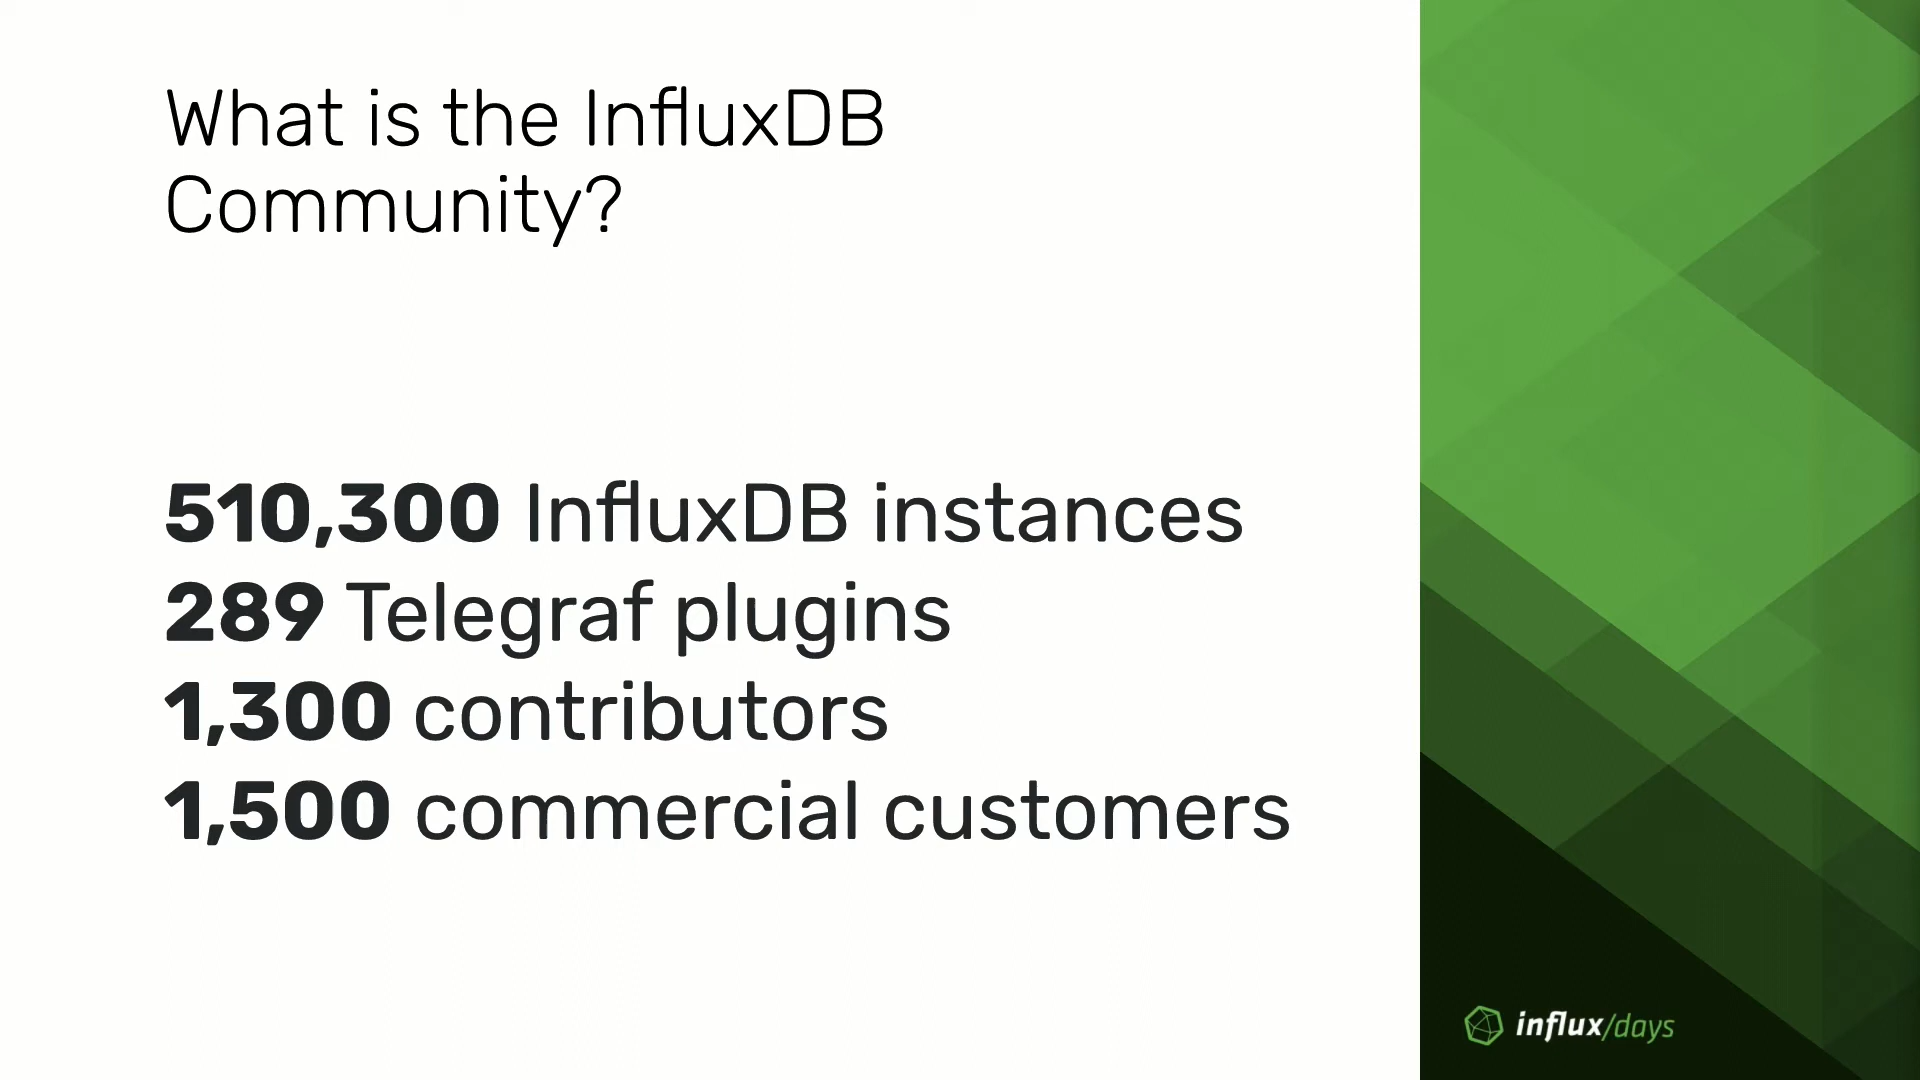 What is the InfluxDB
Community?
510,300 InfluxDB instances
289 Telegraf plugins
1,300 contributors
1,500 commercial customers
influx/days